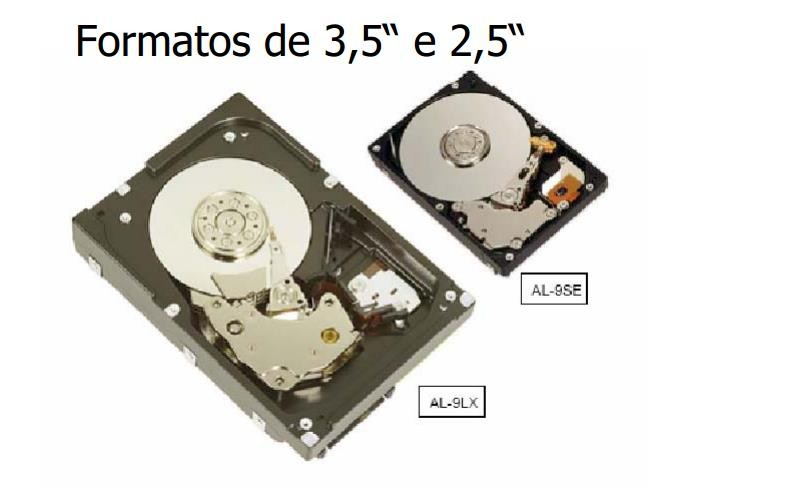 Formatos de 3,5“ e 2,5“
AL-9SE
AL-9LX